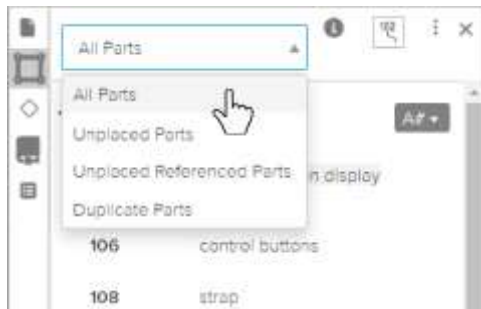 All Parts
All Parts
A#
Unplaced Parts
Unplaced Referenced Parts
n display
Duplicate Parts
106 control buttons
108 strap